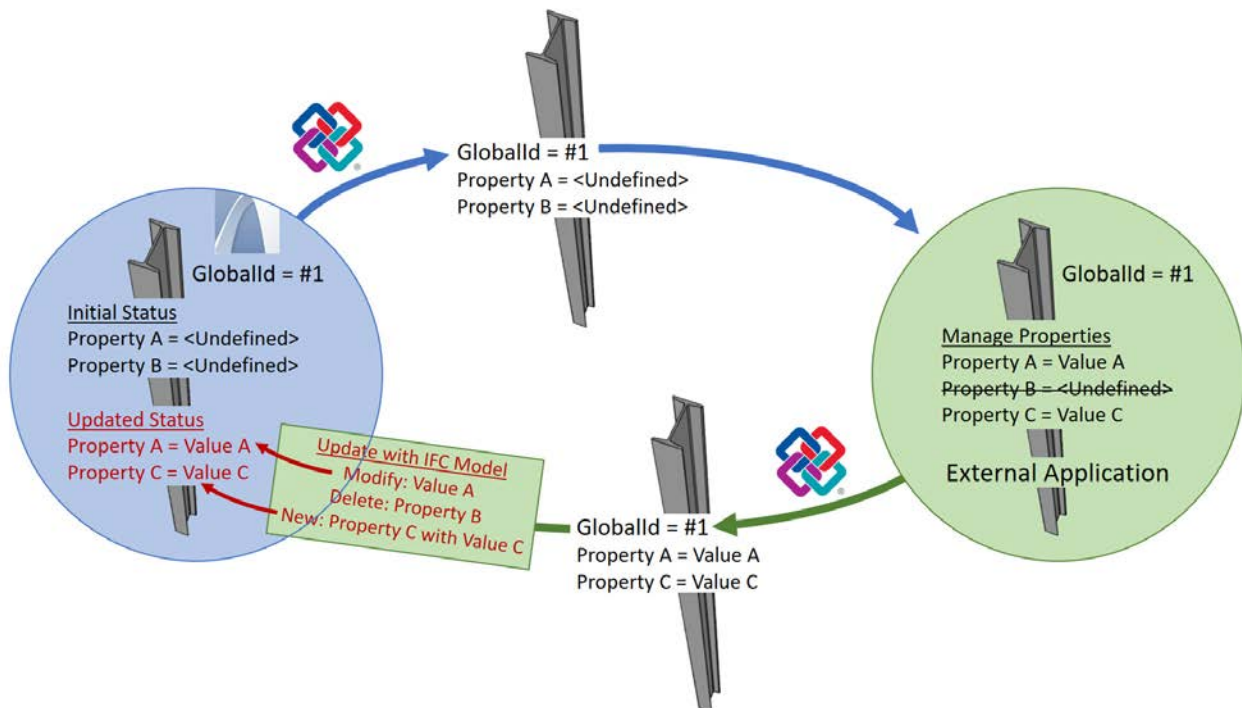 GlobalId = #1
Property A = <Undefined>
Property B = <Undefined>
GlobalId = #1
Initial Status
Property A = <Undefined>
Property B = <Undefined>
Updated Status
Property A = Value A
Property C = Value C
Update with IFC Model
Modify: Value A
Delete: Property B
New: Property C with Value C
GlobalId = #1
Property A = Value A
Property C = Value C
GlobalId = #1
Manage Properties
Property A = Value A
Property B = <Undefined>
Property C = Value C
External Application
®
®